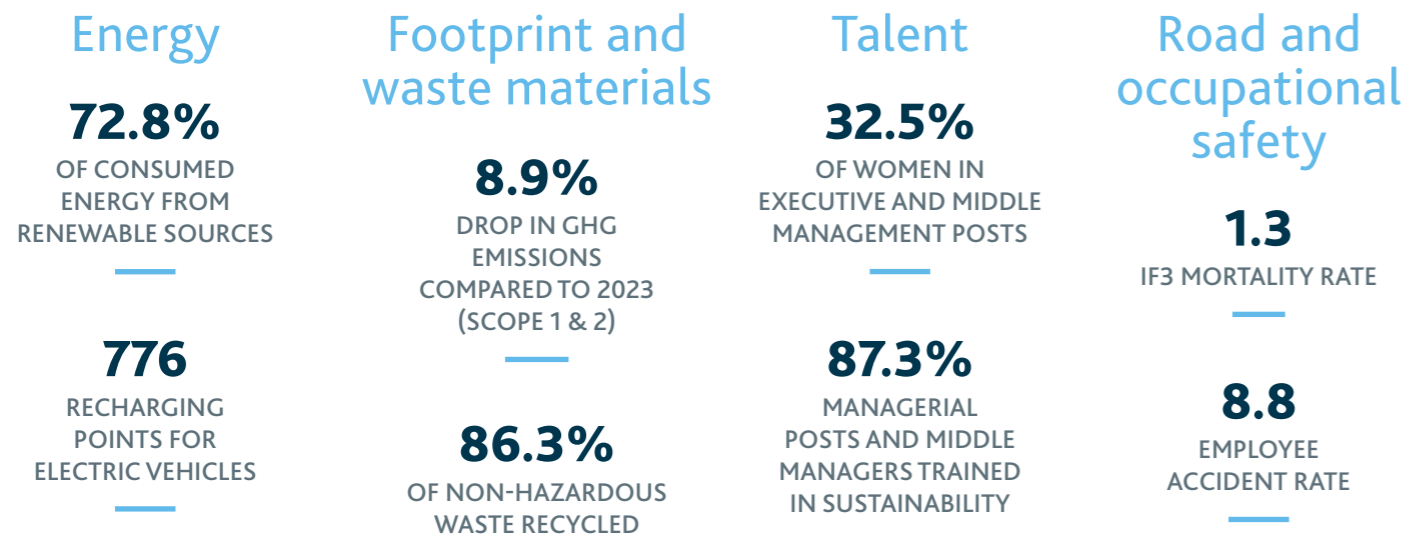 Energy
72.8%
OF CONSUMED
ENERGY FROM
RENEWABLE SOURCES
776
RECHARGING
POINTS FOR
ELECTRIC VEHICLES
Footprint and
waste materials
8.9%
DROP IN GHG
EMISSIONS
COMPARED TO 2023
(SCOPE 1 & 2)
86.3%
OF NON-HAZARDOUS
WASTE RECYCLED
Talent
32.5%
OF WOMEN IN
EXECUTIVE AND MIDDLE
MANAGEMENT POSTS
87.3%
MANAGERIAL
POSTS AND MIDDLE
MANAGERS TRAINED
IN SUSTAINABILITY
Road and
occupational
safety
1.3
IF3 MORTALITY RATE
8.8
EMPLOYEE
ACCIDENT RATE